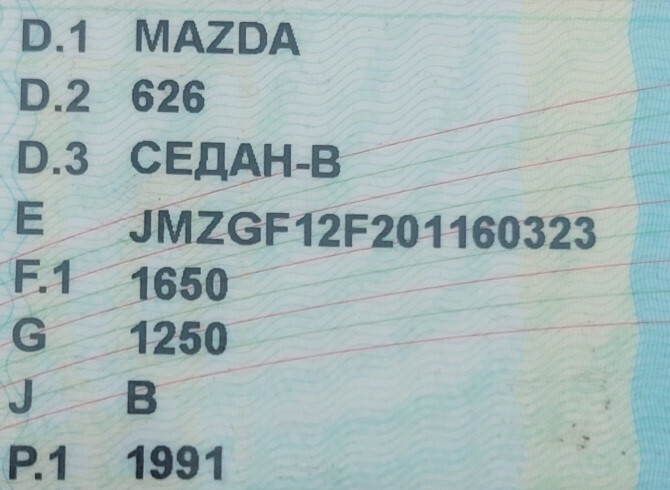 D.1 MAZDA
D.2 626
D.3 СЕДАН-В
E JMZGF12F201160323
F.1 1650
G 1250
J B
P.1 1991